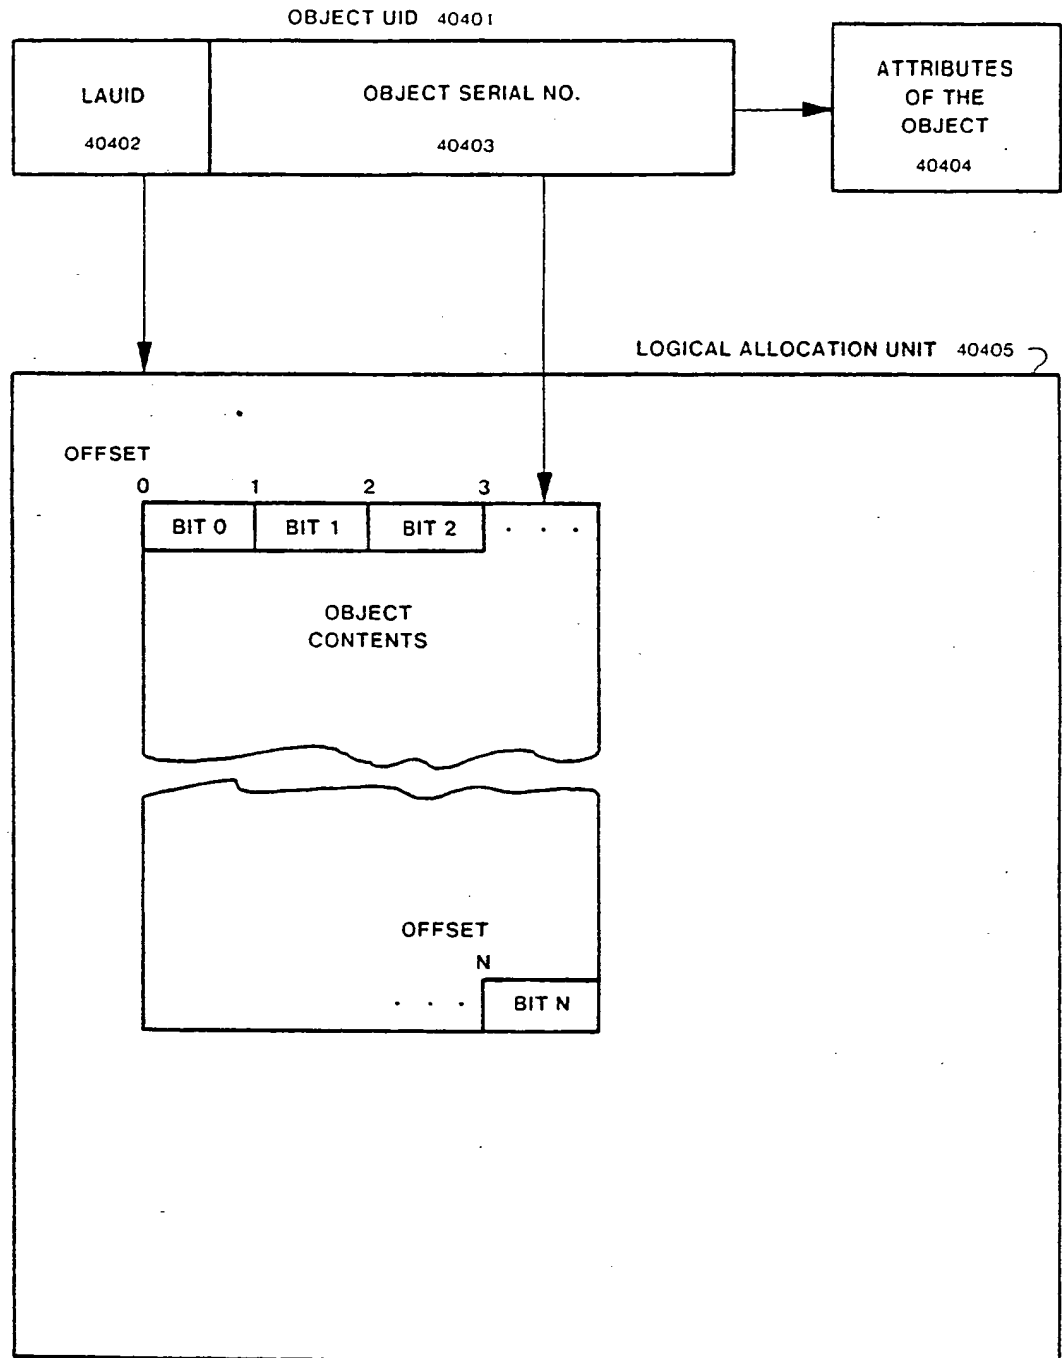 OBJECT UID 40401
LAUID
40402
OBJECT SERIAL NO.
40403
ATTRIBUTES
OF THE
OBJECT
40404
LOGICAL ALLOCATION UNIT 40405
OFFSET
0 1 2 3
BIT 0 BIT 1 BIT 2 . . .
OBJECT
CONTENTS
OFFSET
N
. . . BIT N